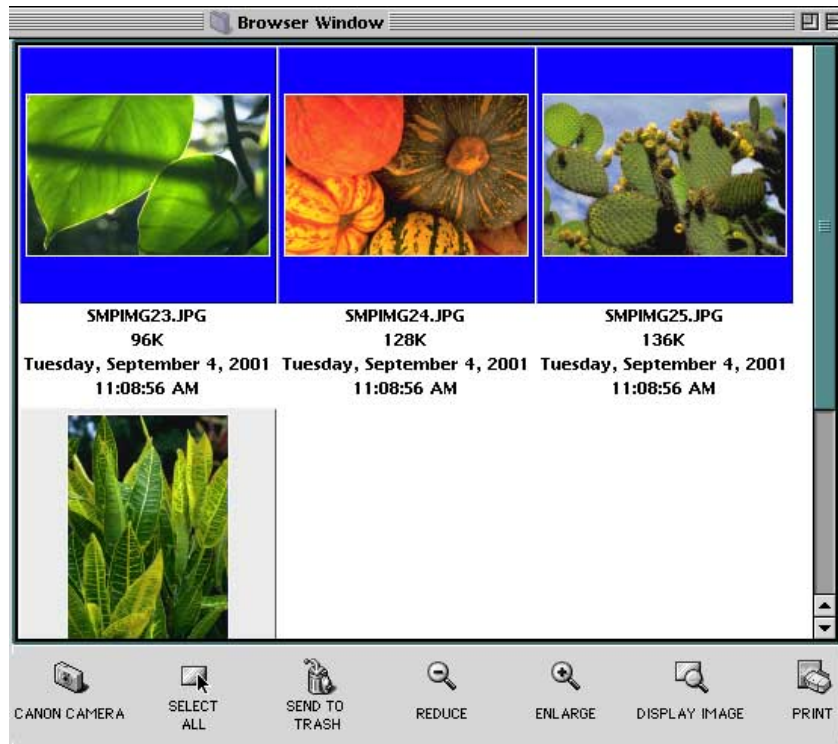 Browser Window
SMPIMG23.JPG
96K
Tuesday, September 4, 2001
11:08:56 AM
SMPIMG24.JPG
128K
Tuesday, September 4, 2001
11:08:56 AM
SMPIMG25.JPG
136K
Tuesday, September 4, 2001
11:08:56 AM
CANON CAMERA
SELECT
ALL
SEND TO
TRASH
REDUCE
ENLARGE
DISPLAY IMAGE
PRINT